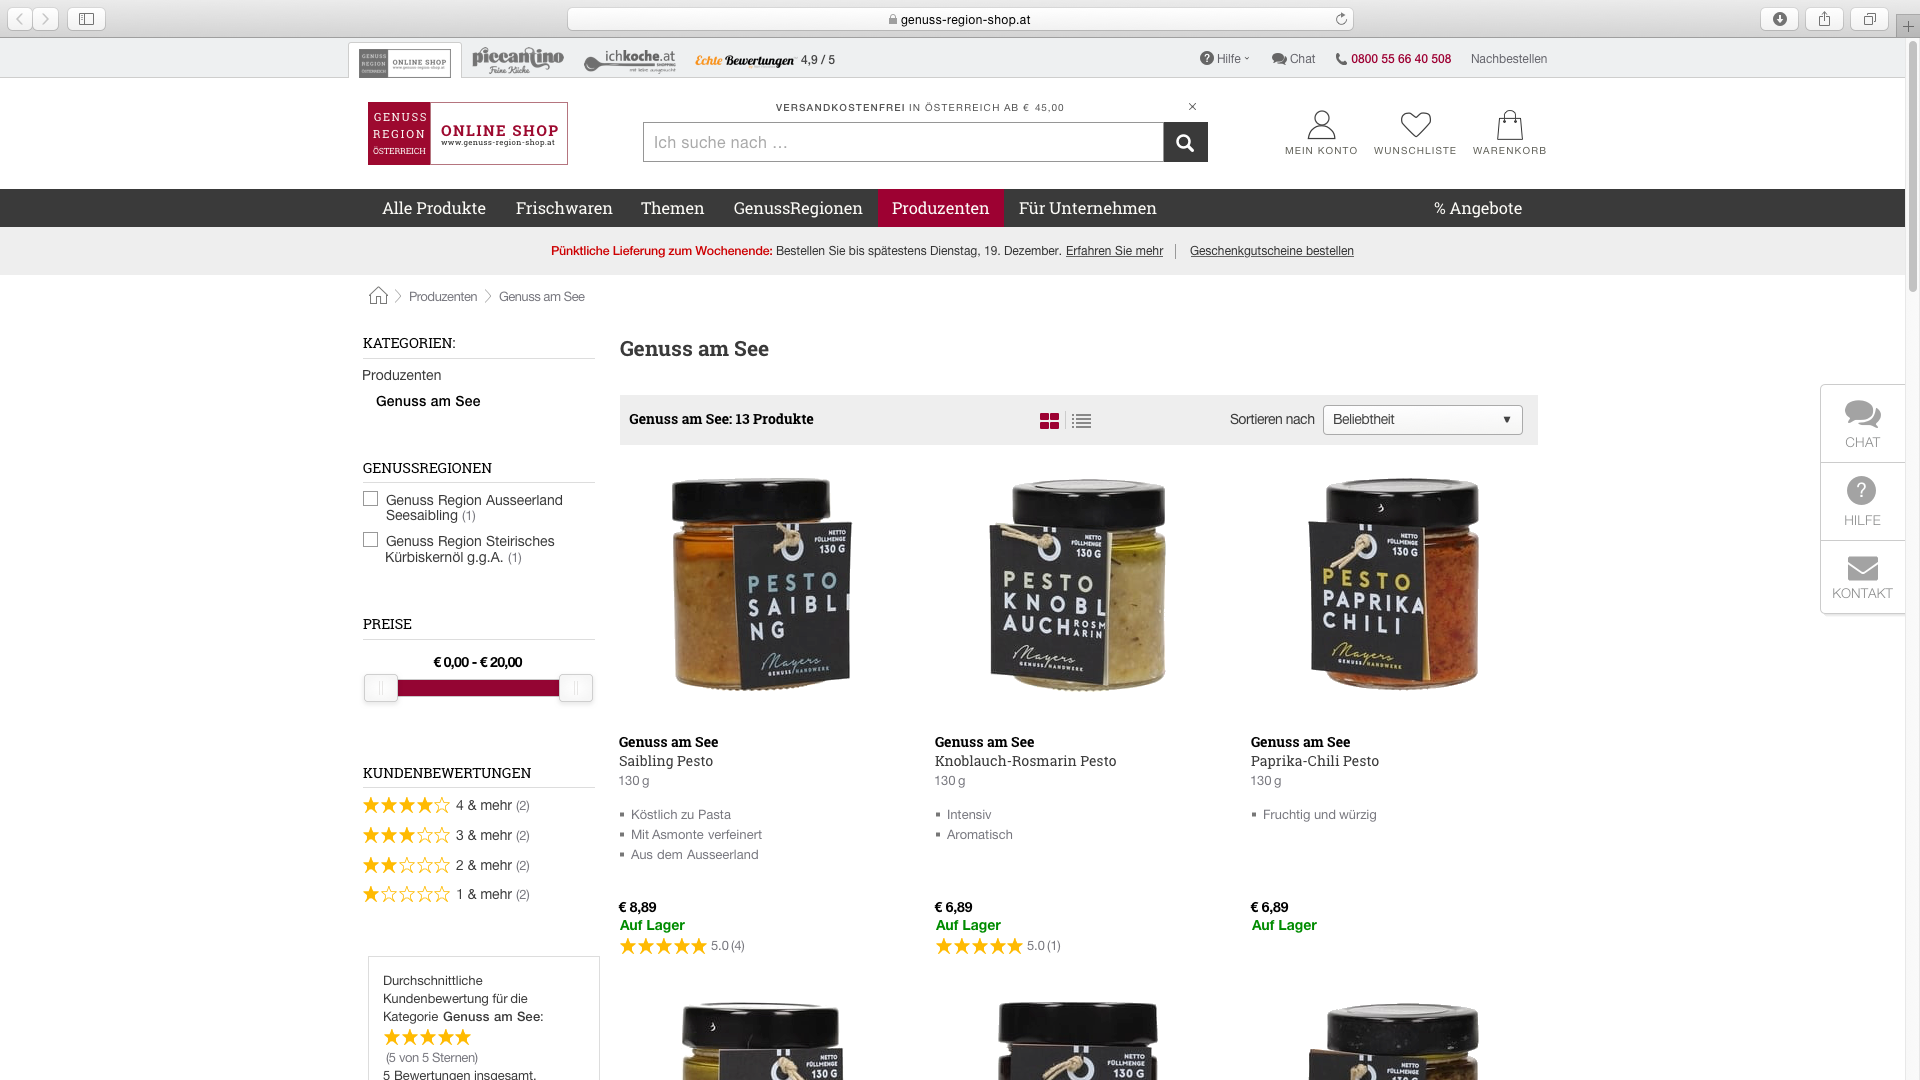 genuss-region-shop.at
GENUSS REGION ÖSTERREICH ONLINE SHOP
piccantino Feine Küche
ichkoche.at
Echte Bewertungen 4,9 / 5
Hilfe
Chat
0800 55 66 40 508
Nachbestellen
GENUSS REGION ÖSTERREICH
ONLINE SHOP
www.genuss-region-shop.at
VERSANDKOSTENFREI IN ÖSTERREICH AB € 45,00
Ich suche nach ...
MEIN KONTO
WUNSCHLISTE
WARENKORB
Alle Produkte
Frischwaren
Themen
GenussRegionen
Produzenten
Für Unternehmen
% Angebote
Pünktliche Lieferung zum Wochenende: Bestellen Sie bis spätestens Dienstag, 19. Dezember. Erfahren Sie mehr
Geschenkgutscheine bestellen
Produzenten
Genuss am See
KATEGORIEN:
Produzenten
Genuss am See
GENUSSREGIONEN
Genuss Region Ausseerland
Seesaibling (1)
Genuss Region Steirisches
Kürbiskernöl g.g.A. (1)
PREISE
€ 0,00 - € 20,00
KUNDENBEWERTUNGEN
4 & mehr (2)
3 & mehr (2)
2 & mehr (2)
1 & mehr (2)
Durchschnittliche
Kundenbewertung für die
Kategorie Genuss am See:
(5 von 5 Sternen)
5 Bewertungen insgesamt.
Genuss am See
Genuss am See: 13 Produkte
Sortieren nach
Beliebtheit
NETTO
FÜLLMENGE
130 G
PESTO
SAIBLI
NG
Mayers
GENUSS/HANDWERK
NETTO
FÜLLMENGE
130 G
PESTO
KNOBL
AUCH ROSM
ARIN
Mayers
GENUSS/HANDWERK
NETTO
FÜLLMENGE
130 G
PESTO
PAPRIKA
CHILI
Mayers
GENUSS/HANDWERK
Genuss am See
Saibling Pesto
130 g
Köstlich zu Pasta
Mit Asmonte verfeinert
Aus dem Ausseerland
€ 8,89
Auf Lager
5.0 (4)
Genuss am See
Knoblauch-Rosmarin Pesto
130 g
Intensiv
Aromatisch
€ 6,89
Auf Lager
5.0 (1)
Genuss am See
Paprika-Chili Pesto
130 g
Fruchtig und würzig
€ 6,89
Auf Lager
NETTO
FÜLLMENGE
130 G
NETTO
FÜLLMENGE
130 G
NETTO
FÜLLMENGE
130 G
CHAT
HILFE
KONTAKT